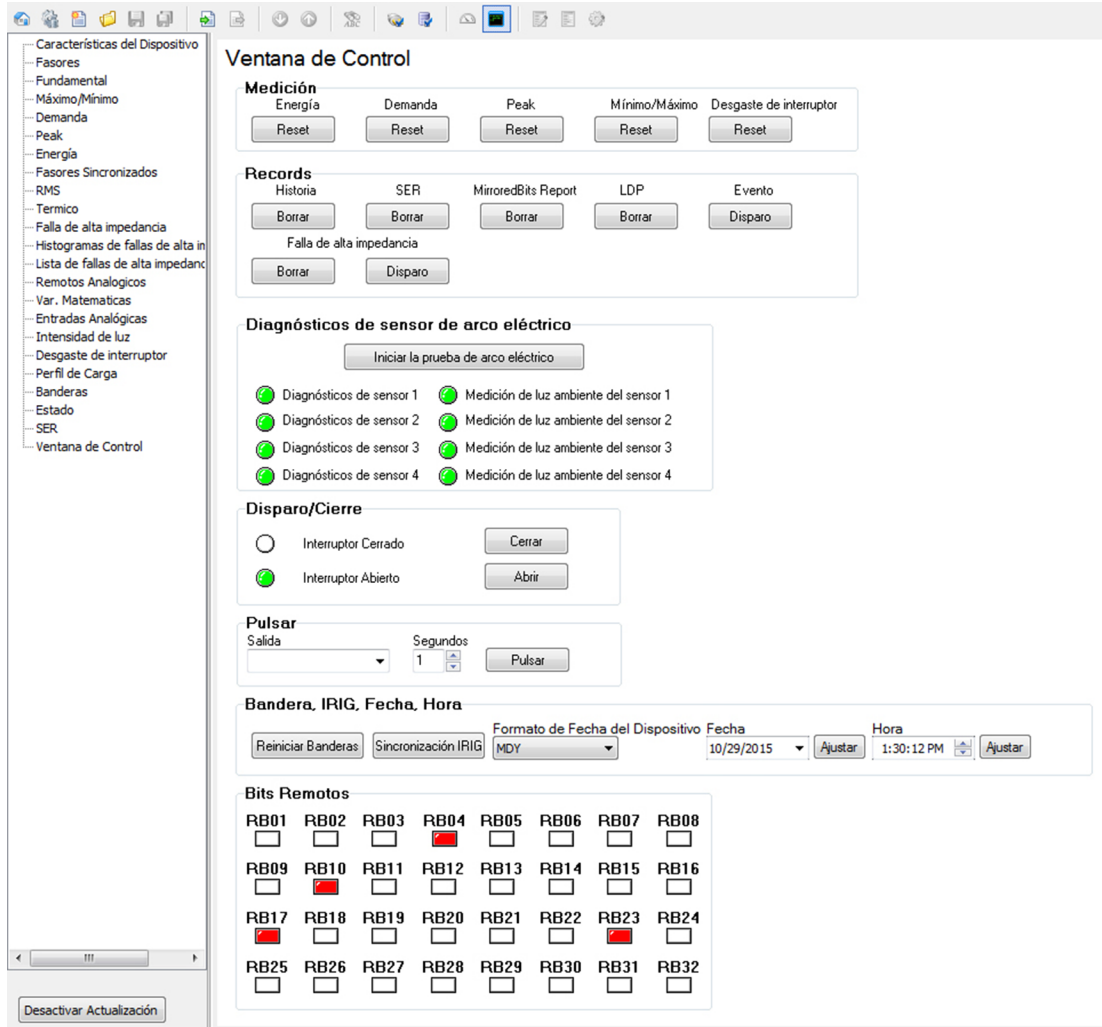 Características del Dispositivo
Fasores
Fundamental
Máximo/Mínimo
Demanda
Peak
Energía
Fasores Sincronizados
RMS
Termico
Falla de alta impedancia
Histogramas de fallas de alta in
Lista de fallas de alta impedanc
Remotos Analogicos
Var. Matematicas
Entradas Analógicas
Intensidad de luz
Desgaste de interruptor
Perfil de Carga
Banderas
Estado
SER
Ventana de Control
Desactivar Actualización
Ventana de Control
Medición
Energía Demanda Peak Mínimo/Máximo Desgaste de interruptor
Reset Reset Reset Reset Reset
Records
Historia SER MirroredBits Report LDP Evento
Borrar Borrar Borrar Borrar Disparo
Falla de alta impedancia
Borrar Disparo
Diagnósticos de sensor de arco eléctrico
Iniciar la prueba de arco eléctrico
Diagnósticos de sensor 1 Medición de luz ambiente del sensor 1
Diagnósticos de sensor 2 Medición de luz ambiente del sensor 2
Diagnósticos de sensor 3 Medición de luz ambiente del sensor 3
Diagnósticos de sensor 4 Medición de luz ambiente del sensor 4
Disparo/Cierre
Interruptor Cerrado Cerrar
Interruptor Abierto Abrir
Pulsar
Salida Segundos
1 Pulsar
Bandera, IRIG, Fecha, Hora
Formato de Fecha del Dispositivo Fecha Hora
Reiniciar Banderas Sincronización IRIG MDY 10/29/2015 Ajustar 1:30:12 PM Ajustar
Bits Remotos
RB01 RB02 RB03 RB04 RB05 RB06 RB07 RB08
RB09 RB10 RB11 RB12 RB13 RB14 RB15 RB16
RB17 RB18 RB19 RB20 RB21 RB22 RB23 RB24
RB25 RB26 RB27 RB28 RB29 RB30 RB31 RB32